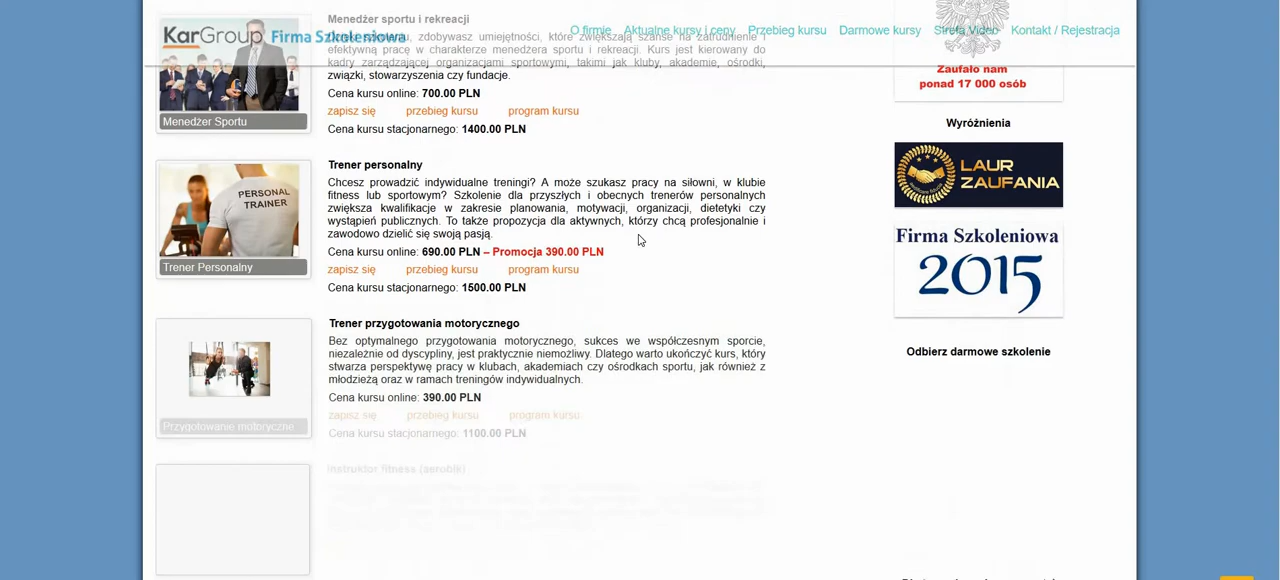 KarGroup Firma Szkoleniowa
O firmie Aktualne kursy i ceny Przebieg kursu Darmowe kursy Strefa Video Kontakt / Rejestracja
Menedżer sportu i rekreacji
zdobywasz umiejętności, które zwiększają szanse na zatrudnienie i
efektywną pracę w charakterze menedżera sportu i rekreacji. Kurs jest kierowany do
kadry zarządzającej organizacjami sportowymi, takimi jak kluby, akademie, ośrodki,
związki, stowarzyszenia czy fundacje.
Cena kursu online: 700.00 PLN
zapisz się przebieg kursu program kursu
Cena kursu stacjonarnego: 1400.00 PLN
Menedżer Sportu
Trener personalny
Chcesz prowadzić indywidualne treningi? A może szukasz pracy na siłowni, w klubie
fitness lub sportowym? Szkolenie dla przyszłych i obecnych trenerów personalnych
zwiększa kwalifikacje w zakresie planowania, motywacji, organizacji, dietetyki czy
wystąpień publicznych. To także propozycja dla aktywnych, którzy chcą profesjonalnie i
zawodowo dzielić się swoją pasją.
Cena kursu online: 690.00 PLN – Promocja 390.00 PLN
zapisz się przebieg kursu program kursu
Cena kursu stacjonarnego: 1500.00 PLN
PERSONAL
TRAINER
Trener Personalny
Trener przygotowania motorycznego
Bez optymalnego przygotowania motorycznego, sukces we współczesnym sporcie,
niezależnie od dyscypliny, jest praktycznie niemożliwy. Dlatego warto ukończyć kurs, który
stwarza perspektywę pracy w klubach, akademiach czy ośrodkach sportu, jak również z
młodzieżą oraz w ramach treningów indywidualnych.
Cena kursu online: 390.00 PLN
zapisz się przebieg kursu program kursu
Cena kursu stacjonarnego: 1100.00 PLN
Przygotowanie motoryczne
Instruktor fitness (aerobik)
Zaufało nam
ponad 17 000 osób
Wyróżnienia
LAUR
ZAUFANIA
Firma Szkoleniowa
2015
Odbierz darmowe szkolenie